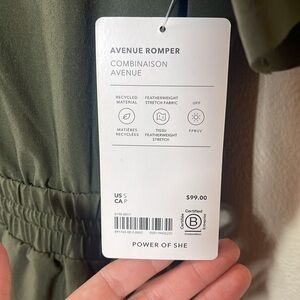 AVENUE ROMPER
COMBINAISON
AVENUE
RECYCLED
MATERIAL
FEATHERWEIGHT
STRETCH FABRIC
UPF
MATIÈRES
RECYCLÉES
TISSU
FEATHERWEIGHT
STRETCH
FPRUV
US S
CA P
$99.00
Certified
B
Corporation
POWER OF SHE